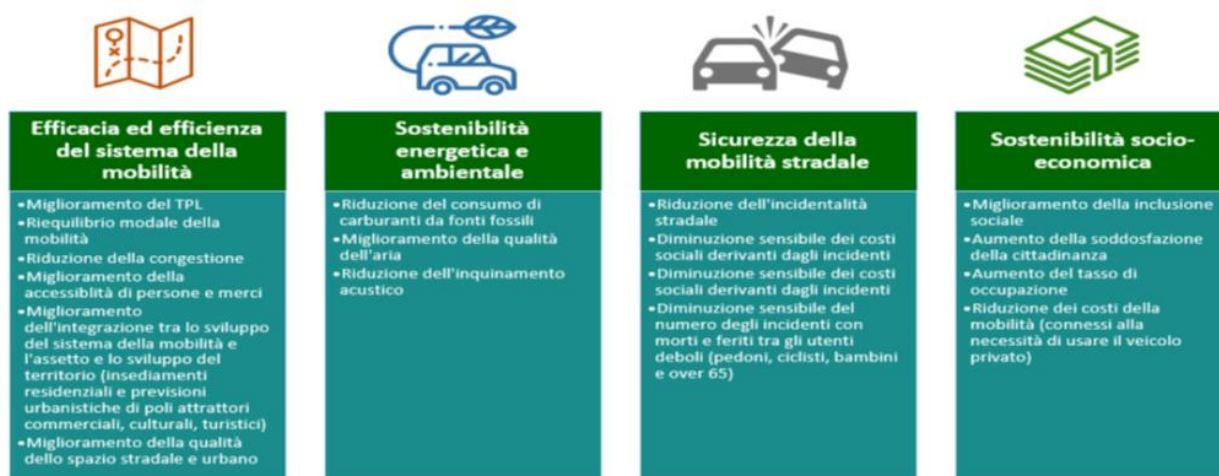 Efficacia ed efficienza
del sistema della
mobilità
•Miglioramento del TPL
•Riequilibrio modale della
mobilità
•Riduzione della congestione
•Miglioramento della
accessiblità di persone e merci
•Miglioramento
dell'integrazione tra lo sviluppo
del sistema della mobilità e
l'assetto e lo sviluppo del
territorio (insediamenti
residenziali e previsioni
urbanistiche di poli attrattori
commerciali, culturali, turistici)
•Miglioramento della qualità
dello spazio stradale e urbano
Sostenibilità
energetica e
ambientale
•Riduzione del consumo di
carburanti da fonti fossili
•Miglioramento della qualità
dell'aria
•Riduzione dell'inquinamento
acustico
Sicurezza della
mobilità stradale
•Riduzione dell'incidentalità
stradale
•Diminuzione sensibile dei costi
sociali derivanti dagli incidenti
•Diminuzione sensibile dei costi
sociali derivanti dagli incidenti
•Diminuzione sensibile del
numero degli incidenti con
morti e feriti tra gli utenti
deboli (pedoni, ciclisti, bambini
e over 65)
Sostenibilità socio-
economica
•Miglioramento della inclusione
sociale
•Aumento della soddosfazione
della cittadinanza
•Aumento del tasso di
occupazione
•Riduzione dei costi della
mobilità (connessi alla
necessità di usare il veicolo
privato)